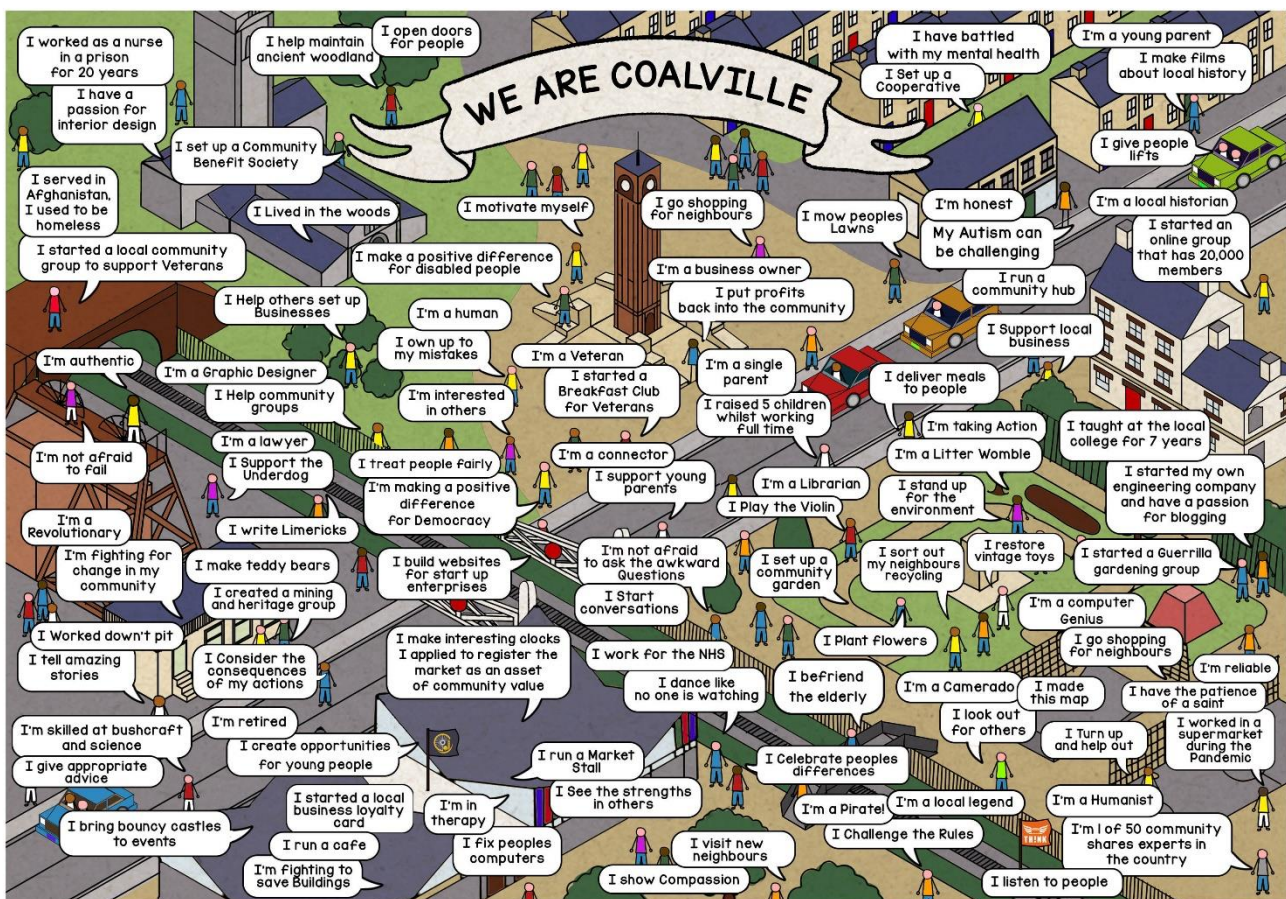 WE ARE COALVILLE
I worked as a nurse
in a prison
for 20 years
I have a
passion for
interior design
I help maintain
ancient woodland
I open doors
for people
I set up a Community
Benefit Society
I have battled
with my mental health
I Set up a
Cooperative
I'm a young parent
I make films
about local history
I give people
lifts
I served in
Afghanistan,
I used to be
homeless
I started a local community
group to support Veterans
I Lived in the woods
I motivate myself
I go shopping
for neighbours
I mow peoples
Lawns
I'm honest
My Autism can
be challenging
I'm a local historian
I started an
online group
that has 20,000
members
I make a positive difference
for disabled people
I'm a business owner
I put profits
back into the community
I run a
community hub
I Help others set up
Businesses
I'm a human
I own up to
my mistakes
I'm interested
in others
I'm a Veteran
I started a
BreakFast Club
for Veterans
I'm a single
parent
I raised 5 children
whilst working
full time
I Support local
business
I deliver meals
to people
I'm authentic
I'm not afraid
to fail
I'm a Graphic Designer
I Help community
groups
I'm a lawyer
I Support the
Underdog
I write Limericks
I treat people fairly
I'm making a positive
difference
for Democracy
I'm a connector
I support young
parents
I'm a Librarian
I Play the Violin
I'm taking Action
I'm a Litter Womble
I stand up
for the
environment
I taught at the local
college for 7 years
I started my own
engineering company
and have a passion
for blogging
I'm a
Revolutionary
I'm fighting for
change in my
community
I make teddy bears
I created a mining
and heritage group
I build websites
for start up
enterprises
I'm not afraid
to ask the awkward
Questions
I Start
conversations
I set up a
community
garden
I sort out
my neighbours
recycling
I restore
vintage toys
I started a Guerrilla
gardening group
I Worked down't pit
I tell amazing
stories
I Consider the
consequences
of my actions
I make interesting clocks
I applied to register the
market as an asset
of community value
I work for the NHS
I dance like
no one is watching
I befriend
the elderly
I Plant flowers
I'm a computer
Genius
I go shopping
for neighbours
I'm reliable
I'm a Camerado
I look out
for others
I made
this map
I have the patience
of a saint
I worked in a
supermarket
during the
Pandemic
I'm skilled at bushcraft
and science
I give appropriate
advice
I'm retired
I create opportunities
for young people
I run a Market
Stall
I See the strengths
in others
I Celebrate peoples
differences
I Turn up
and help out
I bring bouncy castles
to events
I started a local
business loyalty
card
I run a cafe
I'm fighting to
save Buildings
I'm in
therapy
I fix peoples
computers
I visit new
neighbours
I show Compassion
I'm a Pirate!
I'm a local legend
I Challenge the Rules
TH!NK
I'm a Humanist
I'm 1 of 50 community
shares experts in
the country
I listen to people